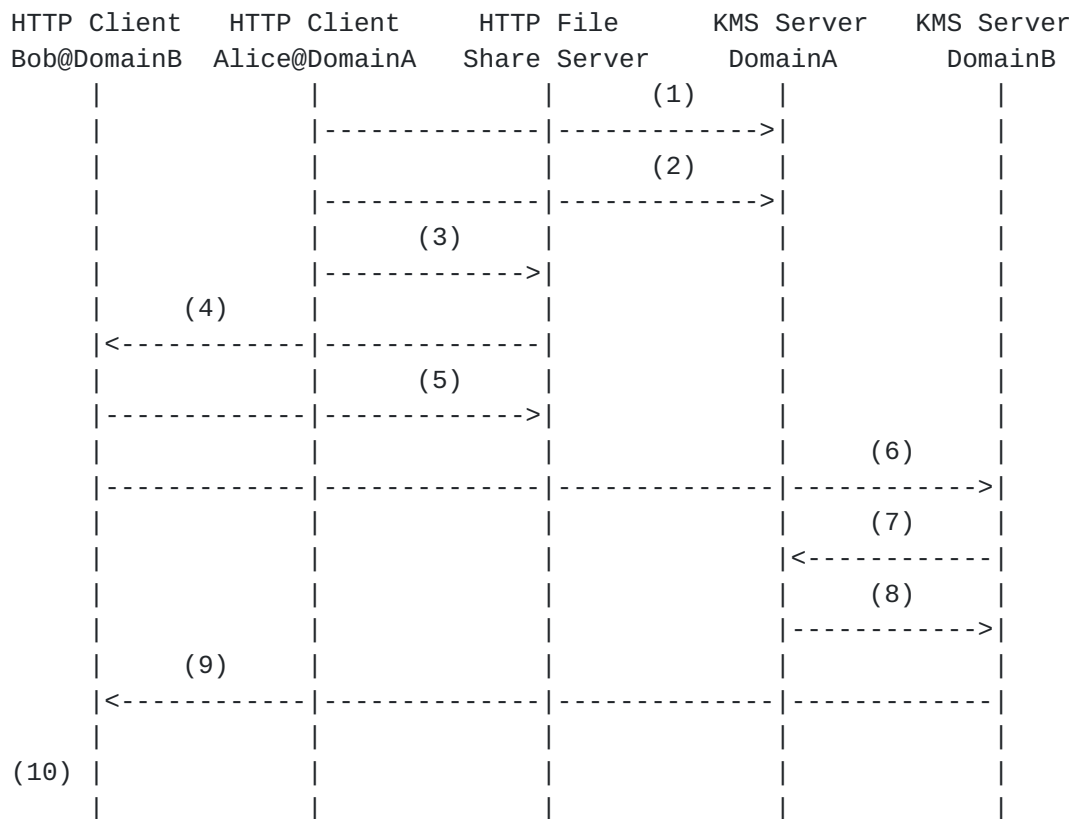 HTTP Client   HTTP Client     HTTP File      KMS Server   KMS Server
Bob@DomainB  Alice@DomainA   Share Server     DomainA       DomainB
     |             |              |      (1)     |             |
     |             |--------------|------------->|             |
     |             |              |      (2)     |             |
     |             |--------------|------------->|             |
     |             |      (3)     |              |             |
     |             |------------->|              |             |
     |     (4)     |              |              |             |
     |<------------|--------------|              |             |
     |             |      (5)     |              |             |
     |-------------|------------->|              |             |
     |             |              |              |     (6)     |
     |-------------|--------------|--------------|------------>|
     |             |              |              |     (7)     |
     |             |              |              |<------------|
     |             |              |              |     (8)     |
     |             |              |              |------------>|
     |     (9)     |              |              |             |
     |<------------|--------------|--------------|-------------|
     |             |              |              |             |
(10) |             |              |              |             |
     |             |              |              |             |